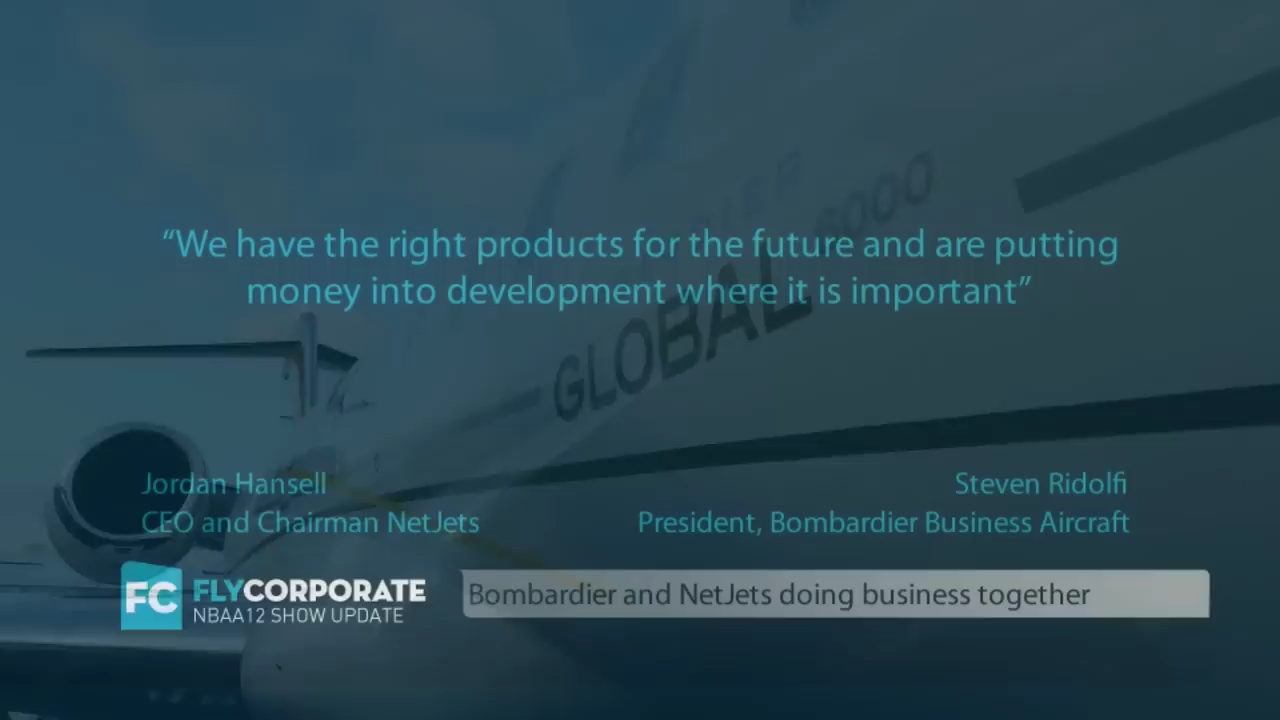 “We have the right products for the future and are putting
money into development where it is important”
GLOBAL 6000
Jordan Hansell
CEO and Chairman NetJets
Steven Ridolfi
President, Bombardier Business Aircraft
FC FLYCORPORATE
NBAA12 SHOW UPDATE
Bombardier and NetJets doing business together